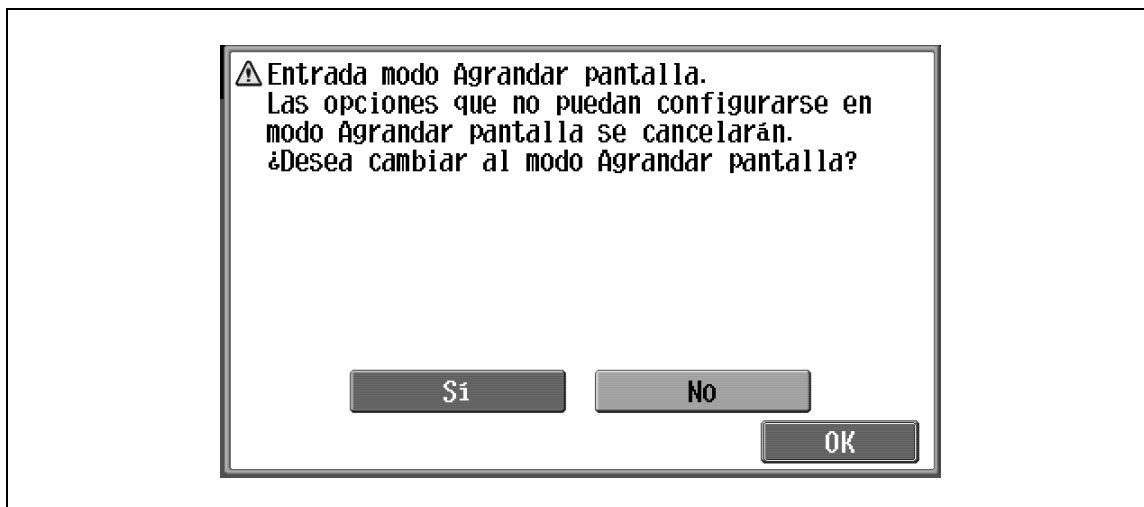 Entrada modo Agrandar pantalla.
Las opciones que no puedan configurarse en
modo Agrandar pantalla se cancelarán.
¿Desea cambiar al modo Agrandar pantalla?
Sí
No
OK